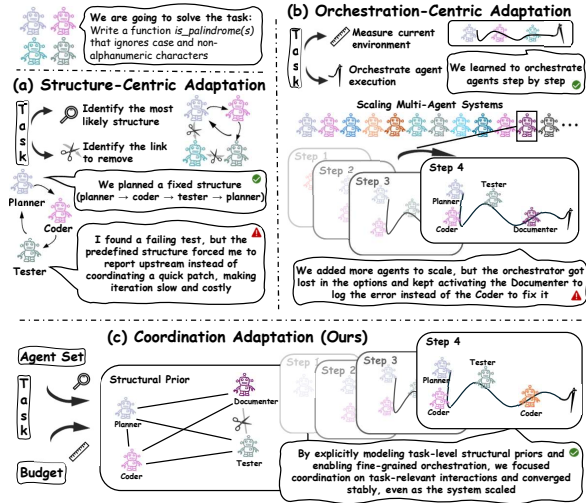 We are going to solve the task:
Write a function is_palindrome(s)
that ignores case and non-
alphanumeric characters
(a) Structure-Centric Adaptation
Task
Identify the most
likely structure
Identify the link
to remove
Planner
Coder
Tester
We planned a fixed structure
(planner → coder → tester → planner)
I found a failing test, but the
predefined structure forced me to
report upstream instead of
coordinating a quick patch, making
iteration slow and costly
(b) Orchestration-Centric Adaptation
Task
Measure current
environment
Orchestrate agent
execution
We learned to orchestrate
agents step by step
Scaling Multi-Agent Systems
Step 1
Step 2
Step 3
Step 4
Planner
Tester
Coder
Documenter
We added more agents to scale, but the orchestrator got
lost in the options and kept activating the Documenter to
log the error instead of the Coder to fix it
(c) Coordination Adaptation (Ours)
Agent Set
Task
Budget
Structural Prior
Planner
Documenter
Coder
Tester
Step 1
Step 2
Step 3
Step 4
Planner
Tester
Coder
Coder
By explicitly modeling task-level structural priors and
enabling fine-grained orchestration, we focused
coordination on task-relevant interactions and converged
stably, even as the system scaled